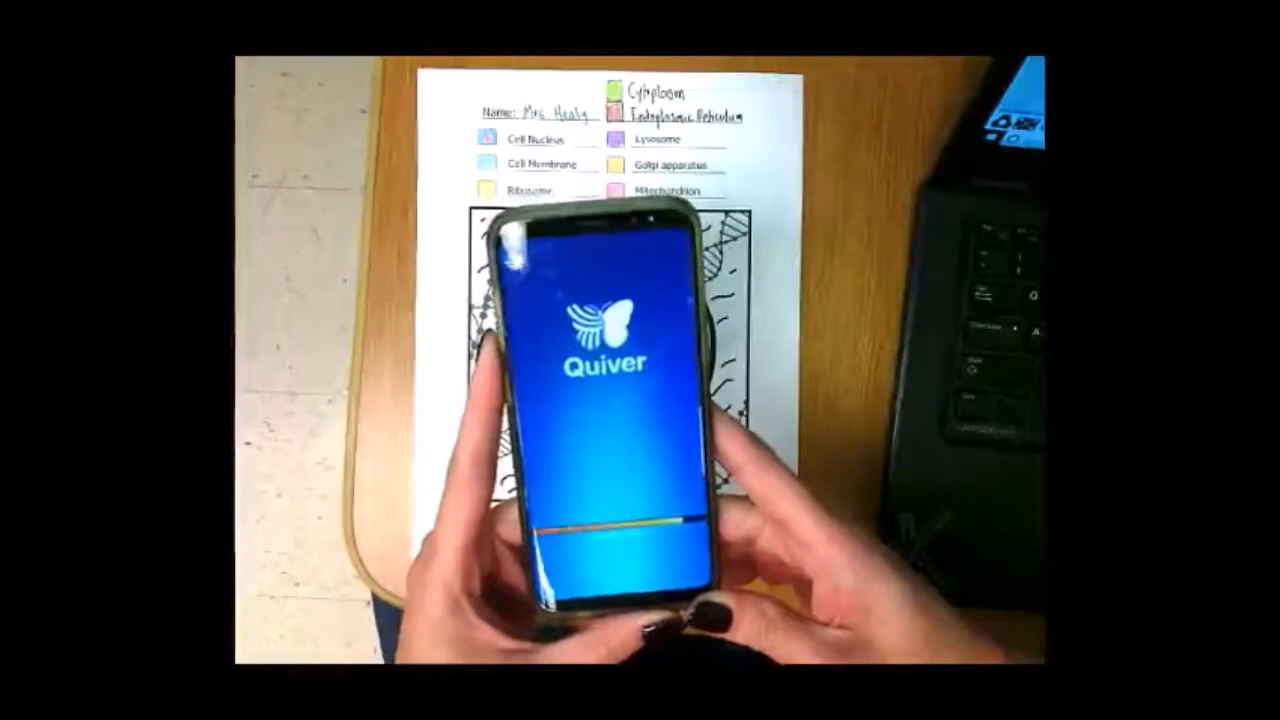 Cytoplasm
Name: Mrs. Healy
Endoplasmic Reticulum
Cell Nucleus
Lysosome
Cell Membrane
Golgi apparatus
Ribosome
Mitochondrion
Quiver